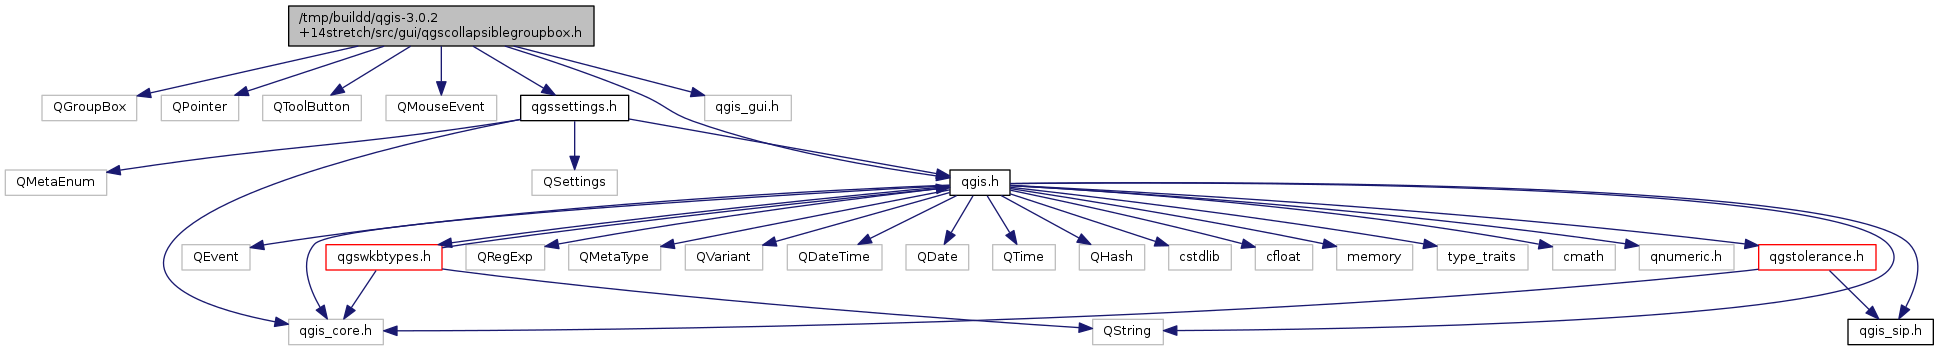 /tmp/buildd/qgis-3.0.2
+14stretch/src/gui/qgscollapsiblegroupbox.h
QGroupBox
QPointer
QToolButton
QMouseEvent
qgssettings.h
qgis_gui.h
QMetaEnum
QSettings
qgis.h
QEvent
qgswkbtypes.h
QRegExp
QMetaType
QVariant
QDateTime
QDate
QTime
QHash
cstdlib
cfloat
memory
type_traits
cmath
qnumeric.h
qgstolerance.h
qgis_core.h
QString
qgis_sip.h